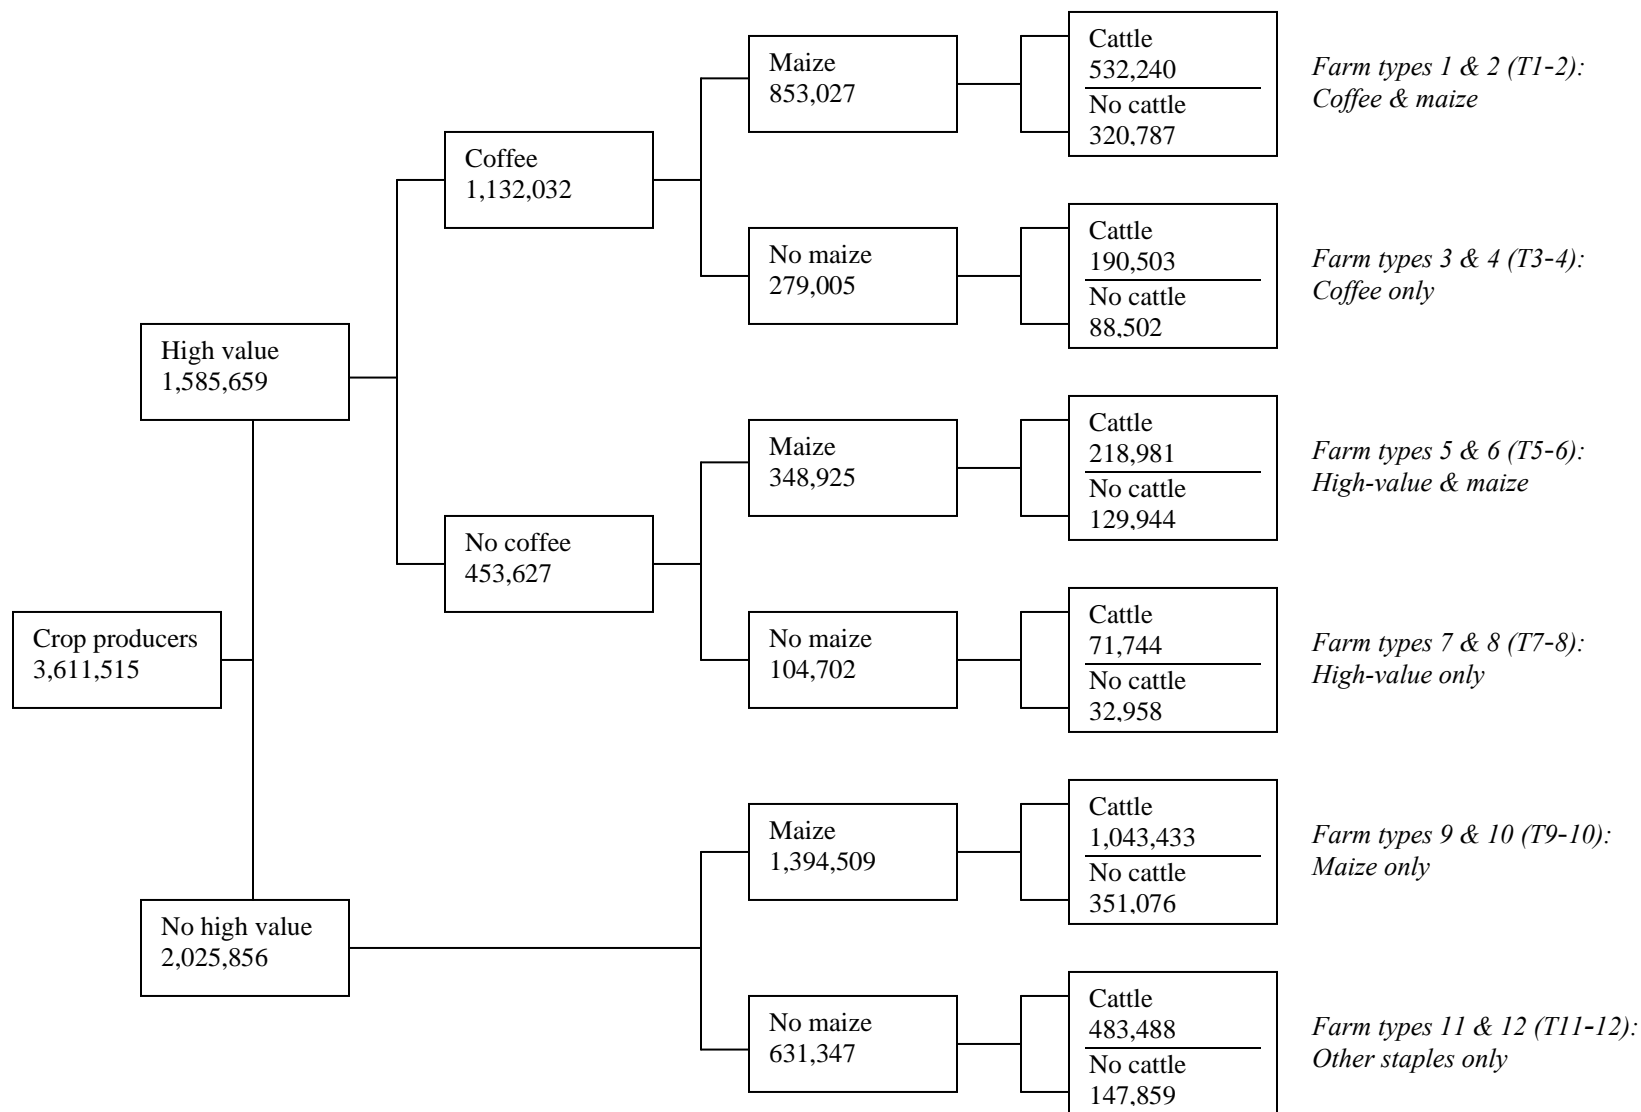 Crop producers
3,611,515
High value
1,585,659
No high value
2,025,856
Coffee
1,132,032
No coffee
453,627
Maize
853,027
No maize
279,005
Maize
348,925
No maize
104,702
Maize
1,394,509
No maize
631,347
Cattle
532,240
No cattle
320,787
Farm types 1 & 2 (T1-2):
Coffee & maize
Cattle
190,503
No cattle
88,502
Farm types 3 & 4 (T3-4):
Coffee only
Cattle
218,981
No cattle
129,944
Farm types 5 & 6 (T5-6):
High-value & maize
Cattle
71,744
No cattle
32,958
Farm types 7 & 8 (T7-8):
High-value only
Cattle
1,043,433
No cattle
351,076
Farm types 9 & 10 (T9-10):
Maize only
Cattle
483,488
No cattle
147,859
Farm types 11 & 12 (T11-12):
Other staples only